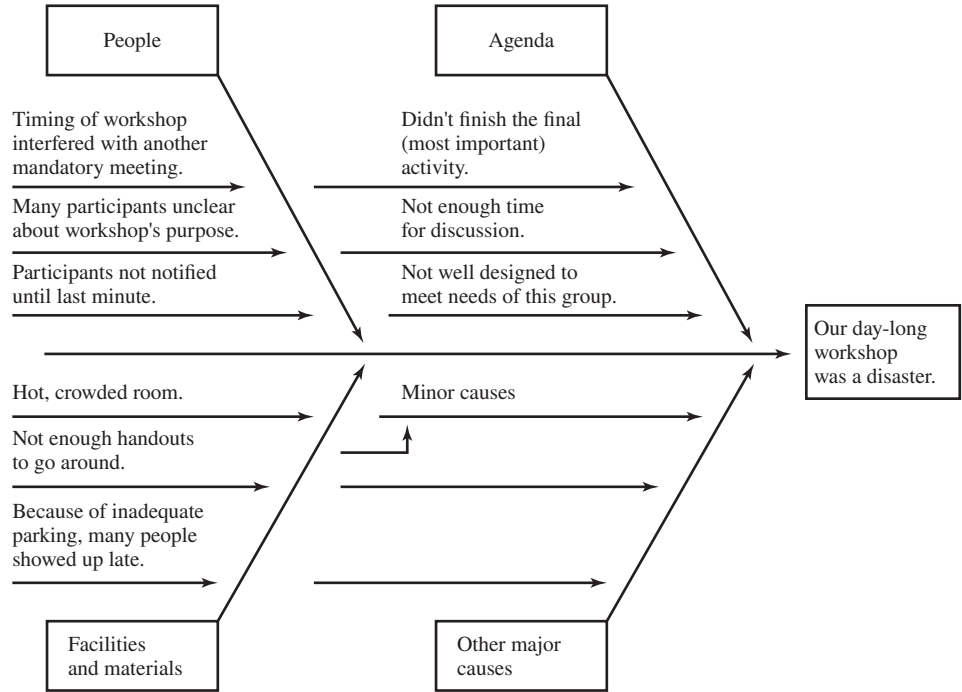 People
Agenda
Timing of workshop
interfered with another
mandatory meeting.
Many participants unclear
about workshop's purpose.
Participants not notified
until last minute.
Didn't finish the final
(most important)
activity.
Not enough time
for discussion.
Not well designed to
meet needs of this group.
Our day-long
workshop
was a disaster.
Hot, crowded room.
Not enough handouts
to go around.
Because of inadequate
parking, many people
showed up late.
Minor causes
Facilities
and materials
Other major
causes